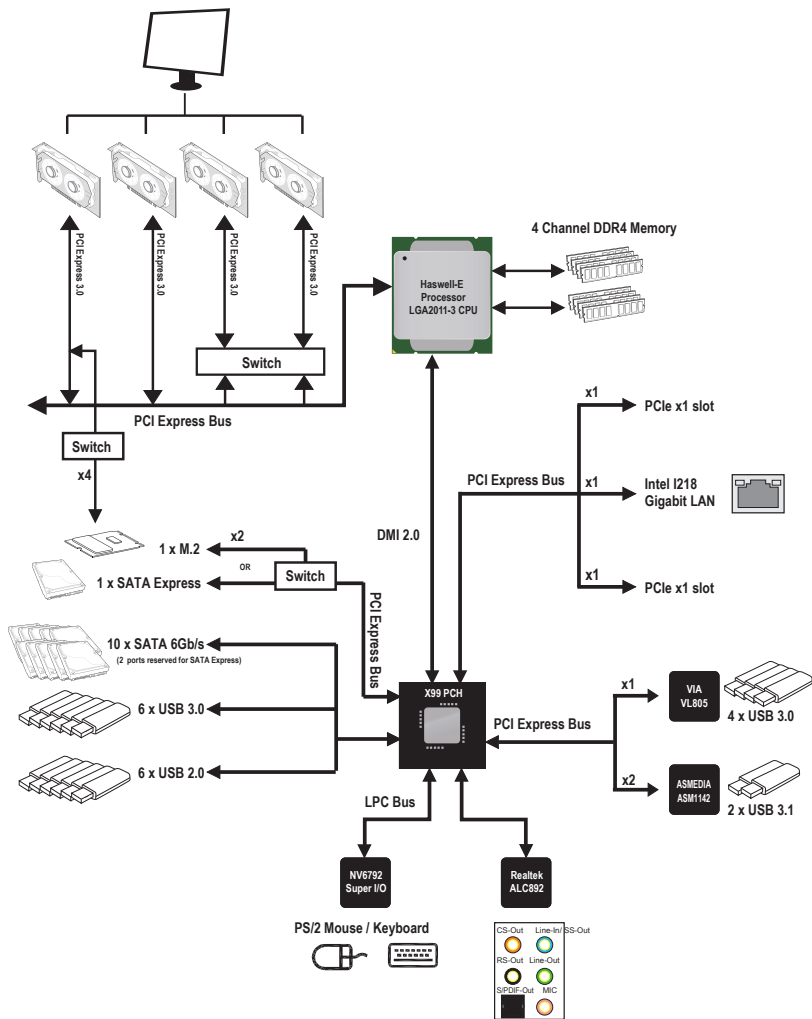 PCI Express 3.0
PCI Express 3.0
PCI Express 3.0
PCI Express 3.0
4 Channel DDR4 Memory
Haswell-E
Processor
LGA2011-3 CPU
Switch
PCI Express Bus
Switch
x4
x1
PCIe x1 slot
PCI Express Bus
x1
Intel I218
Gigabit LAN
DMI 2.0
x1
PCIe x1 slot
x2
1 x M.2
OR
Switch
1 x SATA Express
PCI Express Bus
10 x SATA 6Gb/s
(2 ports reserved for SATA Express)
6 x USB 3.0
6 x USB 2.0
X99 PCH
PCI Express Bus
x1
VIA
VL805
4 x USB 3.0
x2
ASMEDIA
ASM1142
2 x USB 3.1
LPC Bus
NV6792
Super I/O
Realtek
ALC892
PS/2 Mouse / Keyboard
CS-Out
Line-In/ SS-Out
RS-Out
Line-Out
S/PDIF-Out
MIC